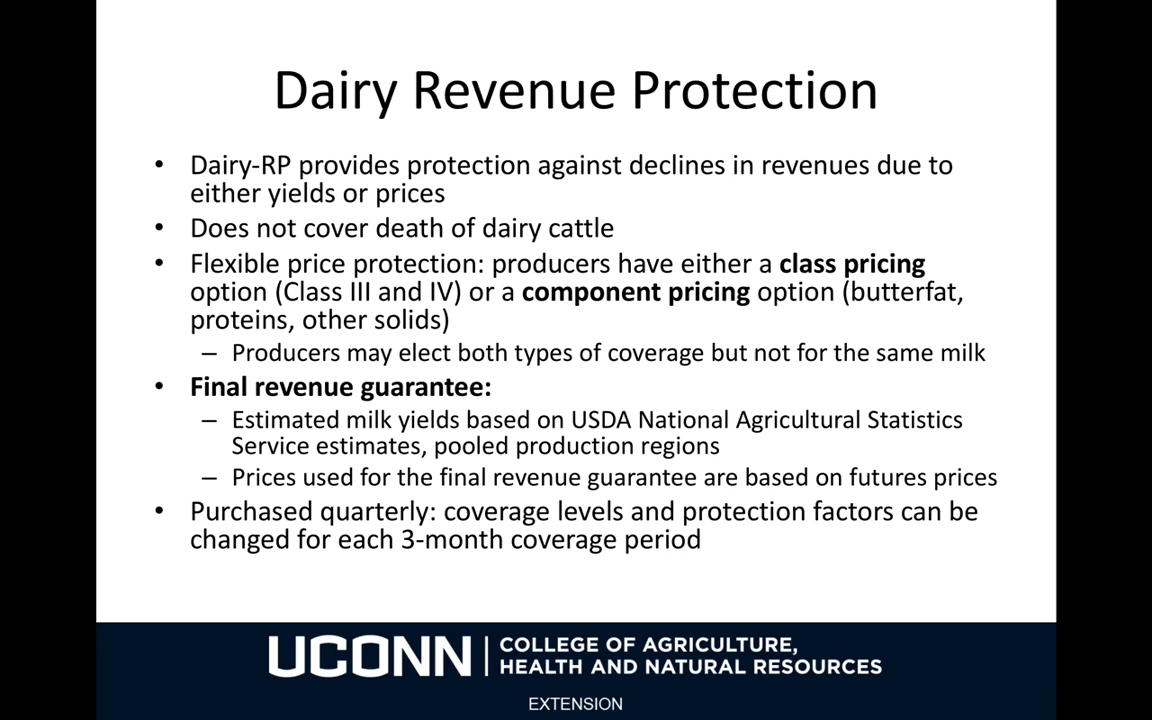 Dairy Revenue Protection
• Dairy-RP provides protection against declines in revenues due to
either yields or prices
• Does not cover death of dairy cattle
• Flexible price protection: producers have either a class pricing
option (Class III and IV) or a component pricing option (butterfat,
proteins, other solids)
– Producers may elect both types of coverage but not for the same milk
• Final revenue guarantee:
– Estimated milk yields based on USDA National Agricultural Statistics
Service estimates, pooled production regions
– Prices used for the final revenue guarantee are based on futures prices
• Purchased quarterly: coverage levels and protection factors can be
changed for each 3-month coverage period
UCONN | COLLEGE OF AGRICULTURE,
HEALTH AND NATURAL RESOURCES
EXTENSION